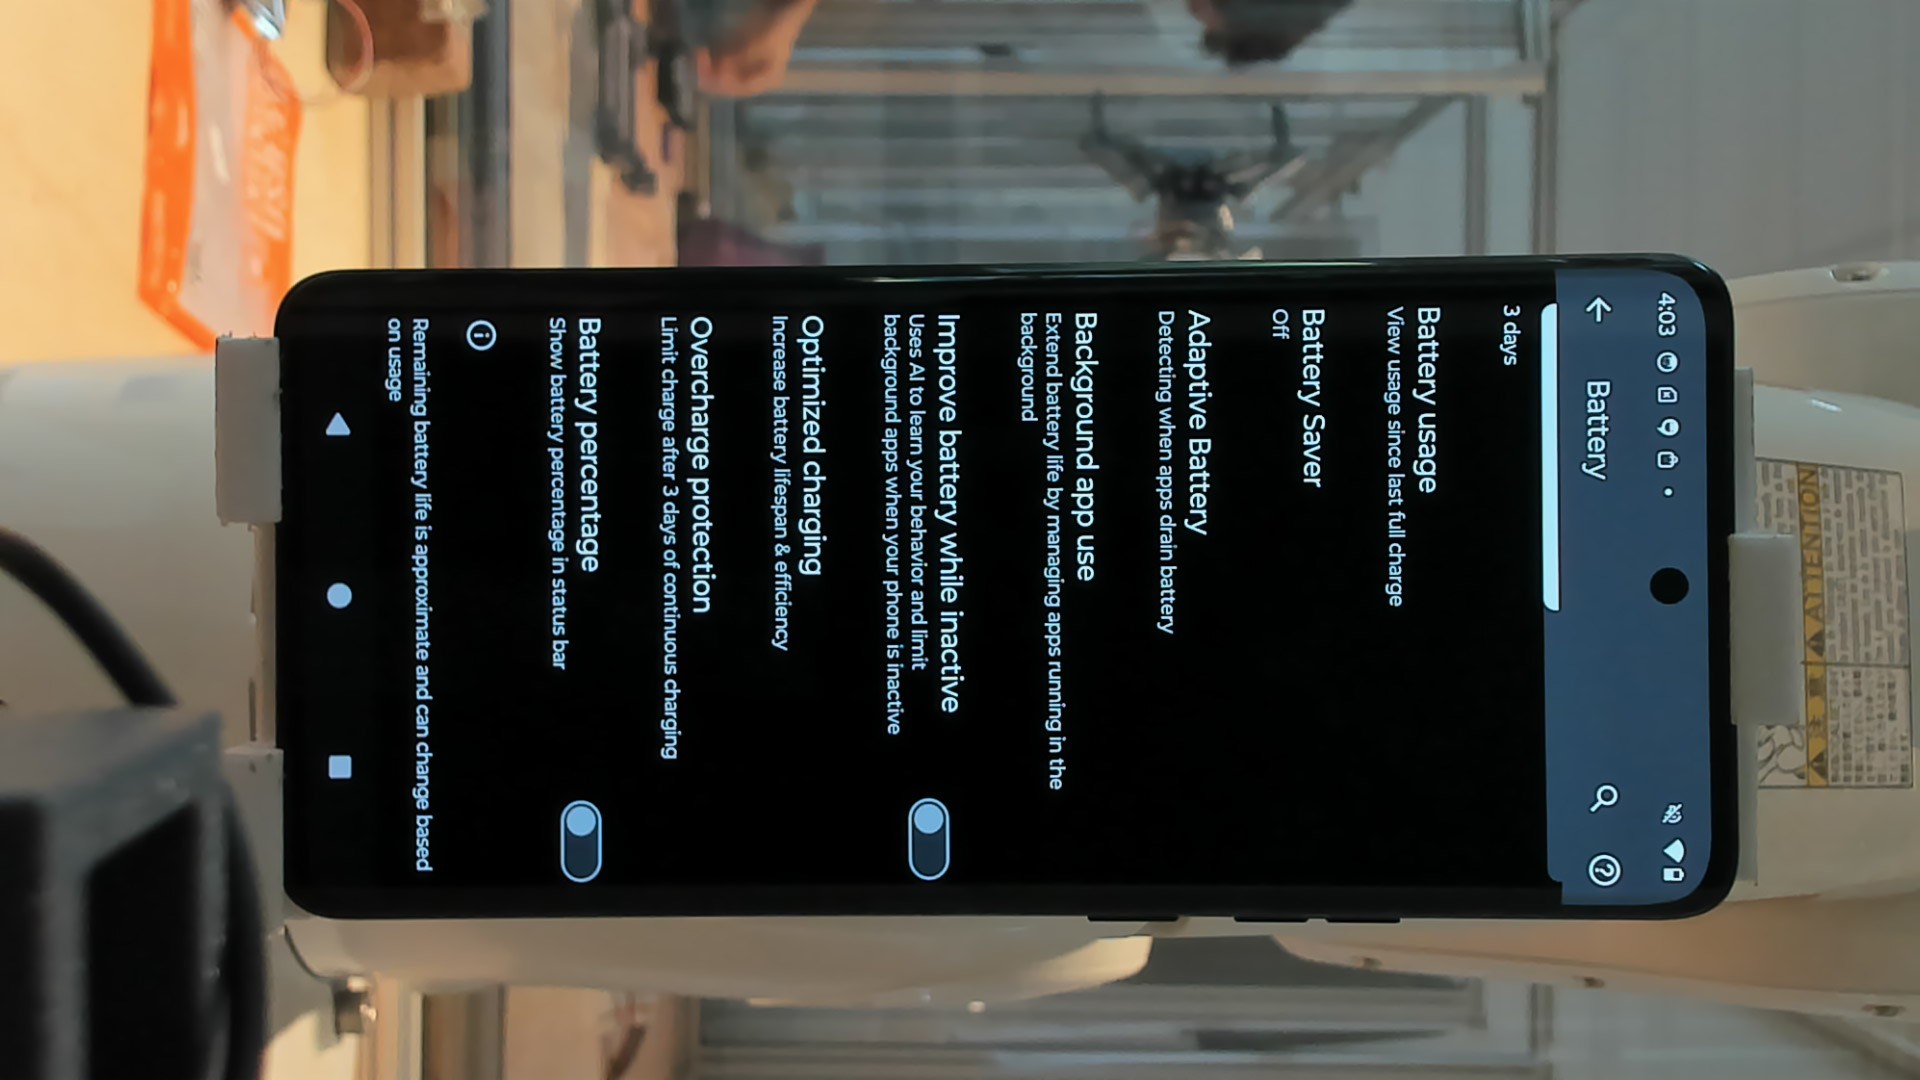 4:03
Battery
3 days
Battery usage
View usage since last full charge
Battery Saver
Off
Adaptive Battery
Detecting when apps drain battery
Background app use
Extend battery life by managing apps running in the
background
Improve battery while inactive
Uses AI to learn your behavior and limit
background apps when your phone is inactive
Optimized charging
Increase battery lifespan & efficiency
Overcharge protection
Limit charge after 3 days of continuous charging
Battery percentage
Show battery percentage in status bar
Remaining battery life is approximate and can change based
on usage
ATTENTION